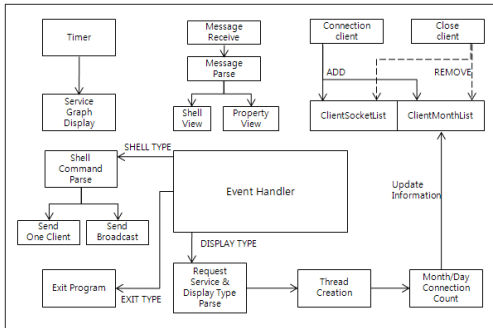 Timer
Service
Graph
Display
Message
Receive
Message
Parse
Shell
View
Property
View
Connection
client
Close
client
ADD
REMOVE
ClientSocketList
ClientMonthList
SHELL TYPE
Shell
Command
Parse
Send
One Client
Send
Broadcast
Event Handler
Update
Information
DISPLAY TYPE
Exit Program
EXIT TYPE
Request
Service &
Display Type
Parse
Thread
Creation
Month/Day
Connection
Count